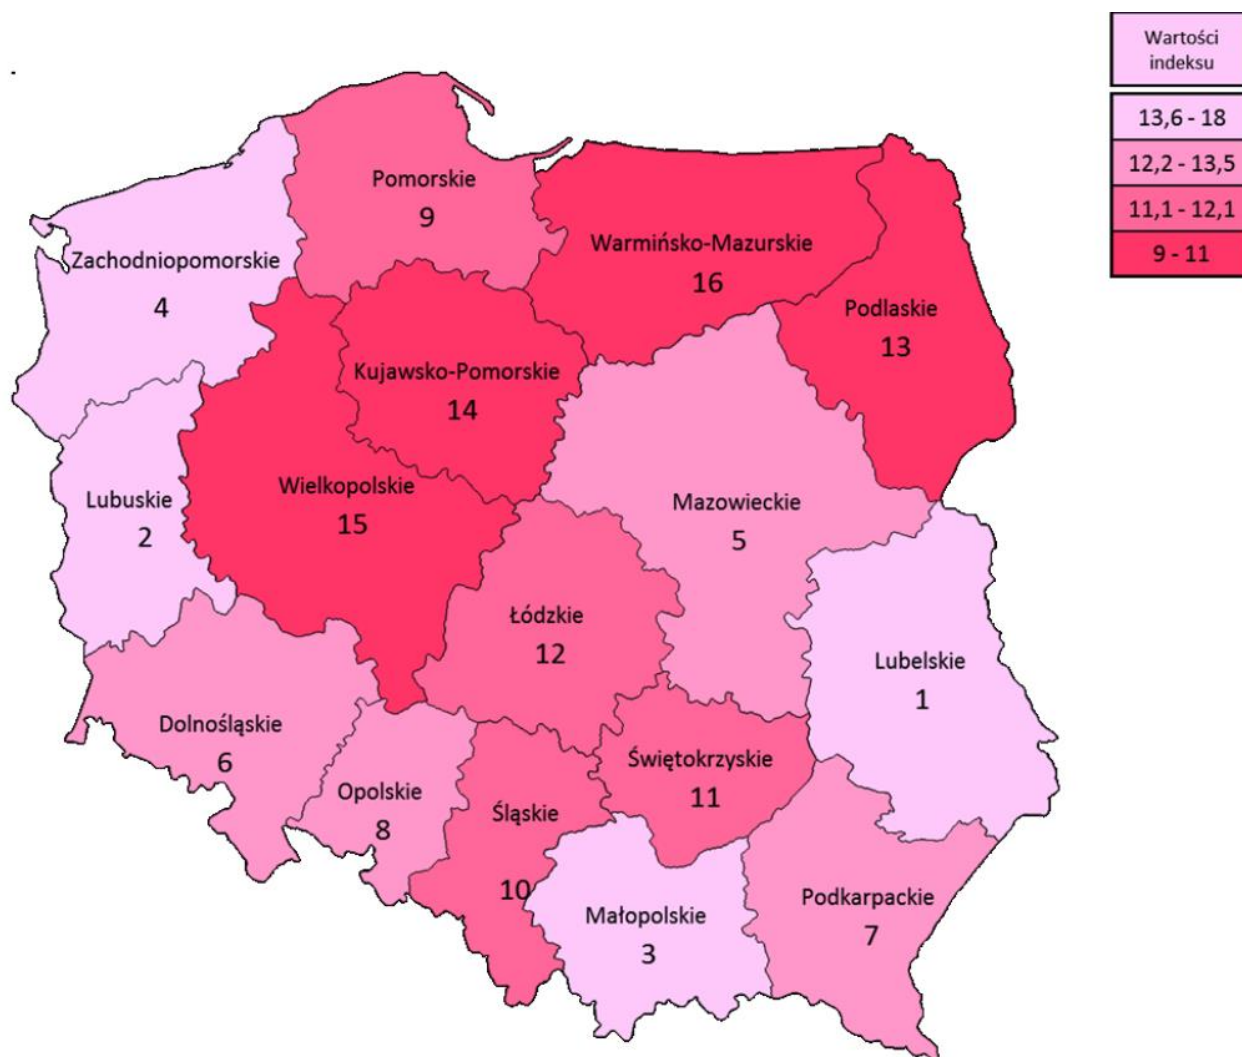 Wartości
indeksu
13,6 - 18
12,2 - 13,5
11,1 - 12,1
9 - 11
Pomorskie
9
Warmińsko-Mazurskie
16
Zachodniopomorskie
4
Podlaskie
13
Kujawsko-Pomorskie
14
Wielkopolskie
15
Lubuskie
2
Mazowieckie
5
Łódzkie
12
Lubelskie
1
Dolnośląskie
6
Świętokrzyskie
11
Opolskie
8
Śląskie
10
Podkarpackie
7
Małopolskie
3